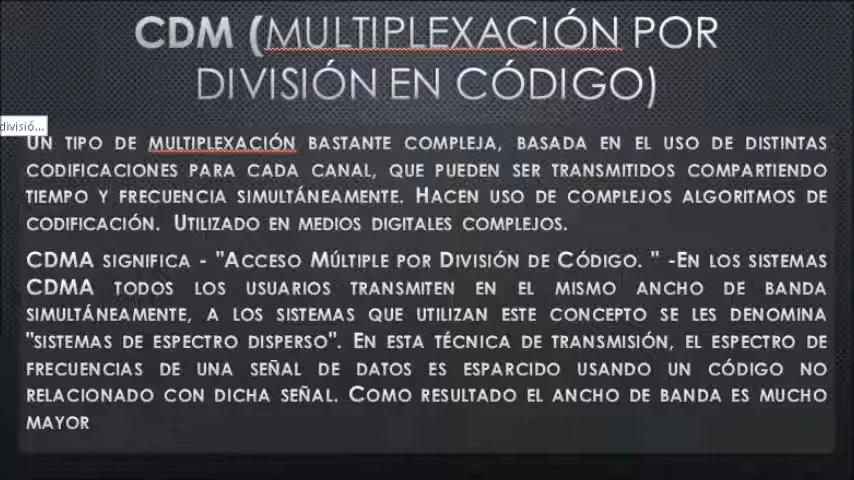 CDM (MULTIPLEXACIÓN POR
DIVISIÓN EN CÓDIGO)
divisió...
UN TIPO DE MULTIPLEXACIÓN BASTANTE COMPLEJA, BASADA EN EL USO DE DISTINTAS
CODIFICACIONES PARA CADA CANAL, QUE PUEDEN SER TRANSMITIDOS COMPARTIENDO
TIEMPO Y FRECUENCIA SIMULTÁNEAMENTE. HACEN USO DE COMPLEJOS ALGORITMOS DE
CODIFICACIÓN. UTILIZADO EN MEDIOS DIGITALES COMPLEJOS.
CDMA SIGNIFICA - "ACCESO MÚLTIPLE POR DIVISIÓN DE CÓDIGO. " -EN LOS SISTEMAS
CDMA TODOS LOS USUARIOS TRANSMITEN EN EL MISMO ANCHO DE BANDA
SIMULTÁNEAMENTE, A LOS SISTEMAS QUE UTILIZAN ESTE CONCEPTO SE LES DENOMINA
"SISTEMAS DE ESPECTRO DISPERSO". EN ESTA TÉCNICA DE TRANSMISIÓN, EL ESPECTRO DE
FRECUENCIAS DE UNA SEÑAL DE DATOS ES ESPARCIDO USANDO UN CÓDIGO NO
RELACIONADO CON DICHA SEÑAL. COMO RESULTADO EL ANCHO DE BANDA ES MUCHO
MAYOR